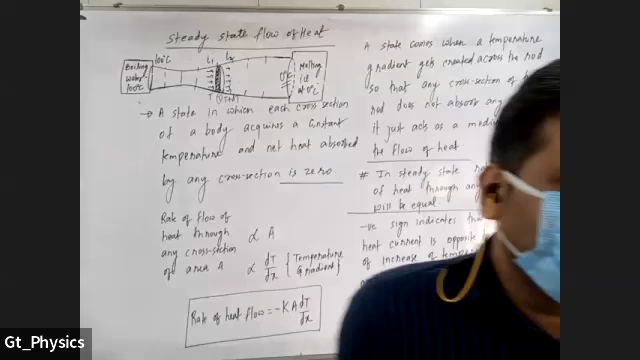 Steady state flow of Heat
100°C
Boiling
water
100°C
L1
L2
0°C
Melting
ice
at 0°C
→ A state in which each cross section
of a body acquires a constant
temperature and net heat absorbed
by any cross-section is zero.
Rate of flow of
heat through
any cross-section
of area A
∝ A
∝ dT/dx { Temperature
Gradient }
Rate of heat flow = -KA dT/dx
A state comes when a temperature
gradient gets created across the rod
so that any cross-section of
rod does not absorb any
it just acts as a
the flow of heat.
# In steady state
of heat through any
will be equal.
-ve sign indicates
heat current is opposite
of increase of
Gt_Physics